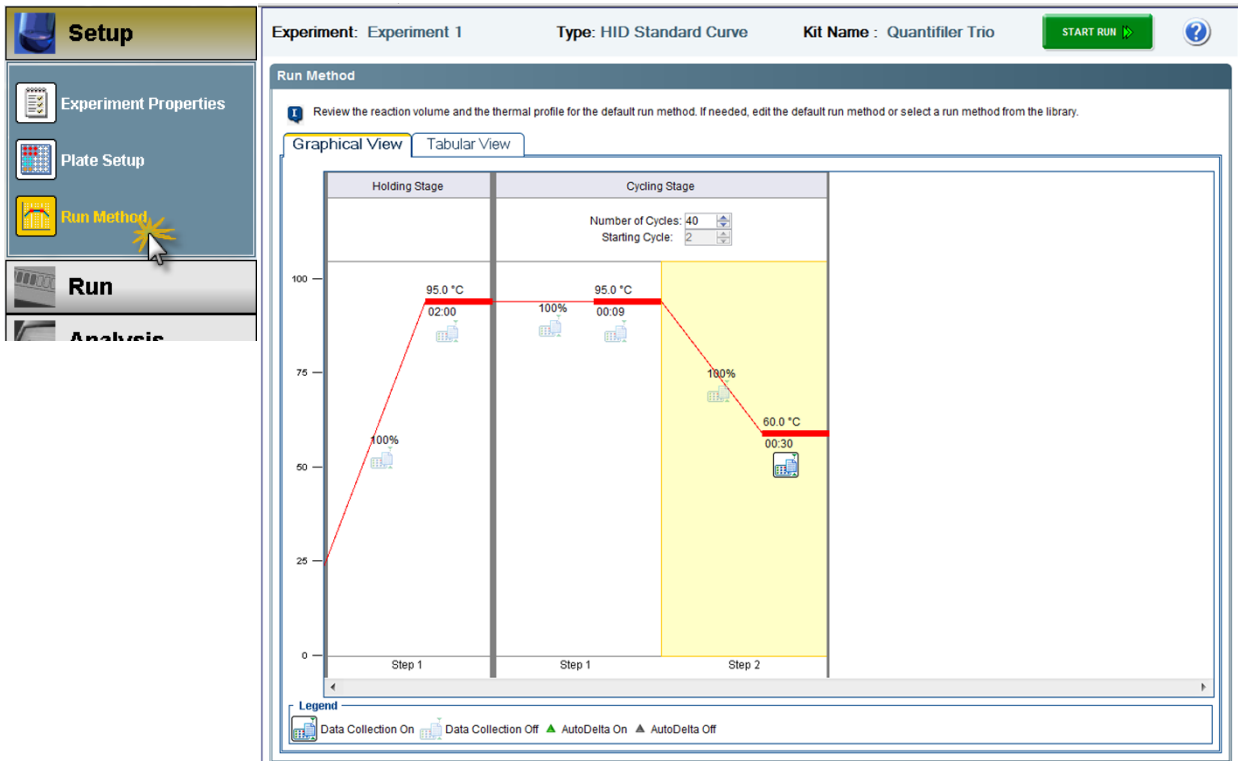 Setup
Experiment Properties
Plate Setup
Run Method
Run
Analysis
Experiment: Experiment 1 Type: HID Standard Curve Kit Name : Quantifiler Trio START RUN ?
Run Method
Review the reaction volume and the thermal profile for the default run method. If needed, edit the default run method or select a run method from the library.
Graphical View Tabular View
Holding Stage Cycling Stage
Number of Cycles: 40
Starting Cycle: 2
100
95.0 °C 95.0 °C
02:00 100% 00:09
75
100%
60.0 °C
00:30
100%
50
25
0
Step 1 Step 1 Step 2
Legend
Data Collection On Data Collection Off AutoDelta On AutoDelta Off